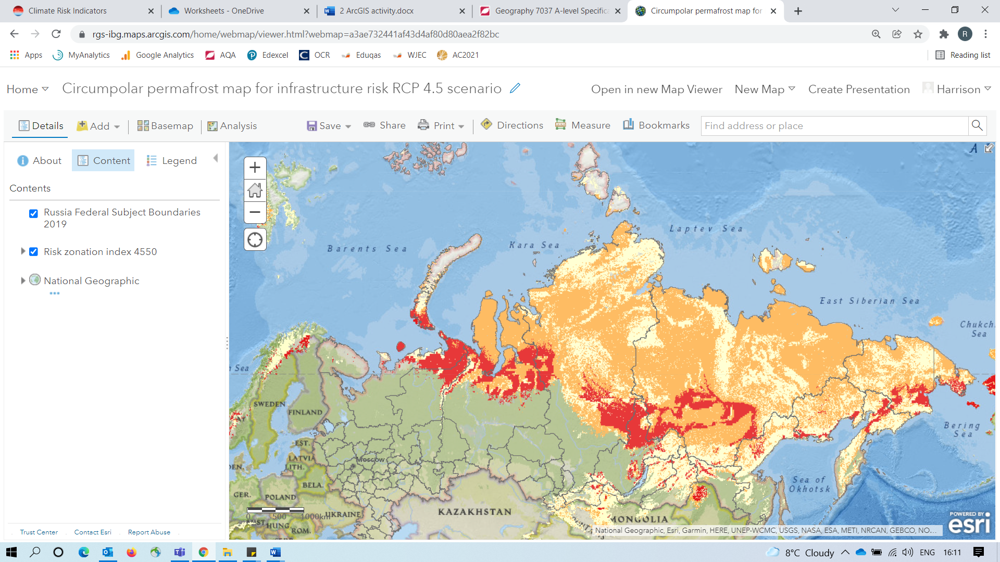 Climate Risk Indicators
Worksheets - OneDrive
2 ArcGIS activity.docx
Geography 7037 A-level Specifica
Circumpolar permafrost map for
rgs-ibg.maps.arcgis.com/home/webmap/viewer.html?webmap=a3ae732441af43d4af80d80aea2f82bc
R
Apps
MyAnalytics
Google Analytics
AQA
Edexcel
OCR
Eduqas
WJEC
AC2021
Reading list
Home
Circumpolar permafrost map for infrastructure risk RCP 4.5 scenario
Open in new Map Viewer
New Map
Create Presentation
Harrison
Details
Add
Basemap
Analysis
Save
Share
Print
Directions
Measure
Bookmarks
Find address or place
About
Content
Legend
Contents
Russia Federal Subject Boundaries
2019
Risk zonation index 4550
National Geographic
Trust Center
Contact Esri
Report Abuse
A
Laptev Sea
Kara Sea
Barents Sea
East Siberian Sea
Chukch
Sea
n Sea
SWEDEN
FINLAND
AY
Bering
Sea
EST.
LATVIA
LITH.
Moscow
DEN.
BELA.
GER.
POLAND
Sea of
Okhotsk
KAZAKHSTAN
UKRAINE
MONGOLIA
0 500 1000km
HUNG.
ROM.
POWERED BY
esri
National Geographic, Esri, Garmin, HERE, UNEP-WCMC, USGS, NASA, ESA, METI, NRCAN, GEBCO, NO...
8°C Cloudy
ENG
16:11